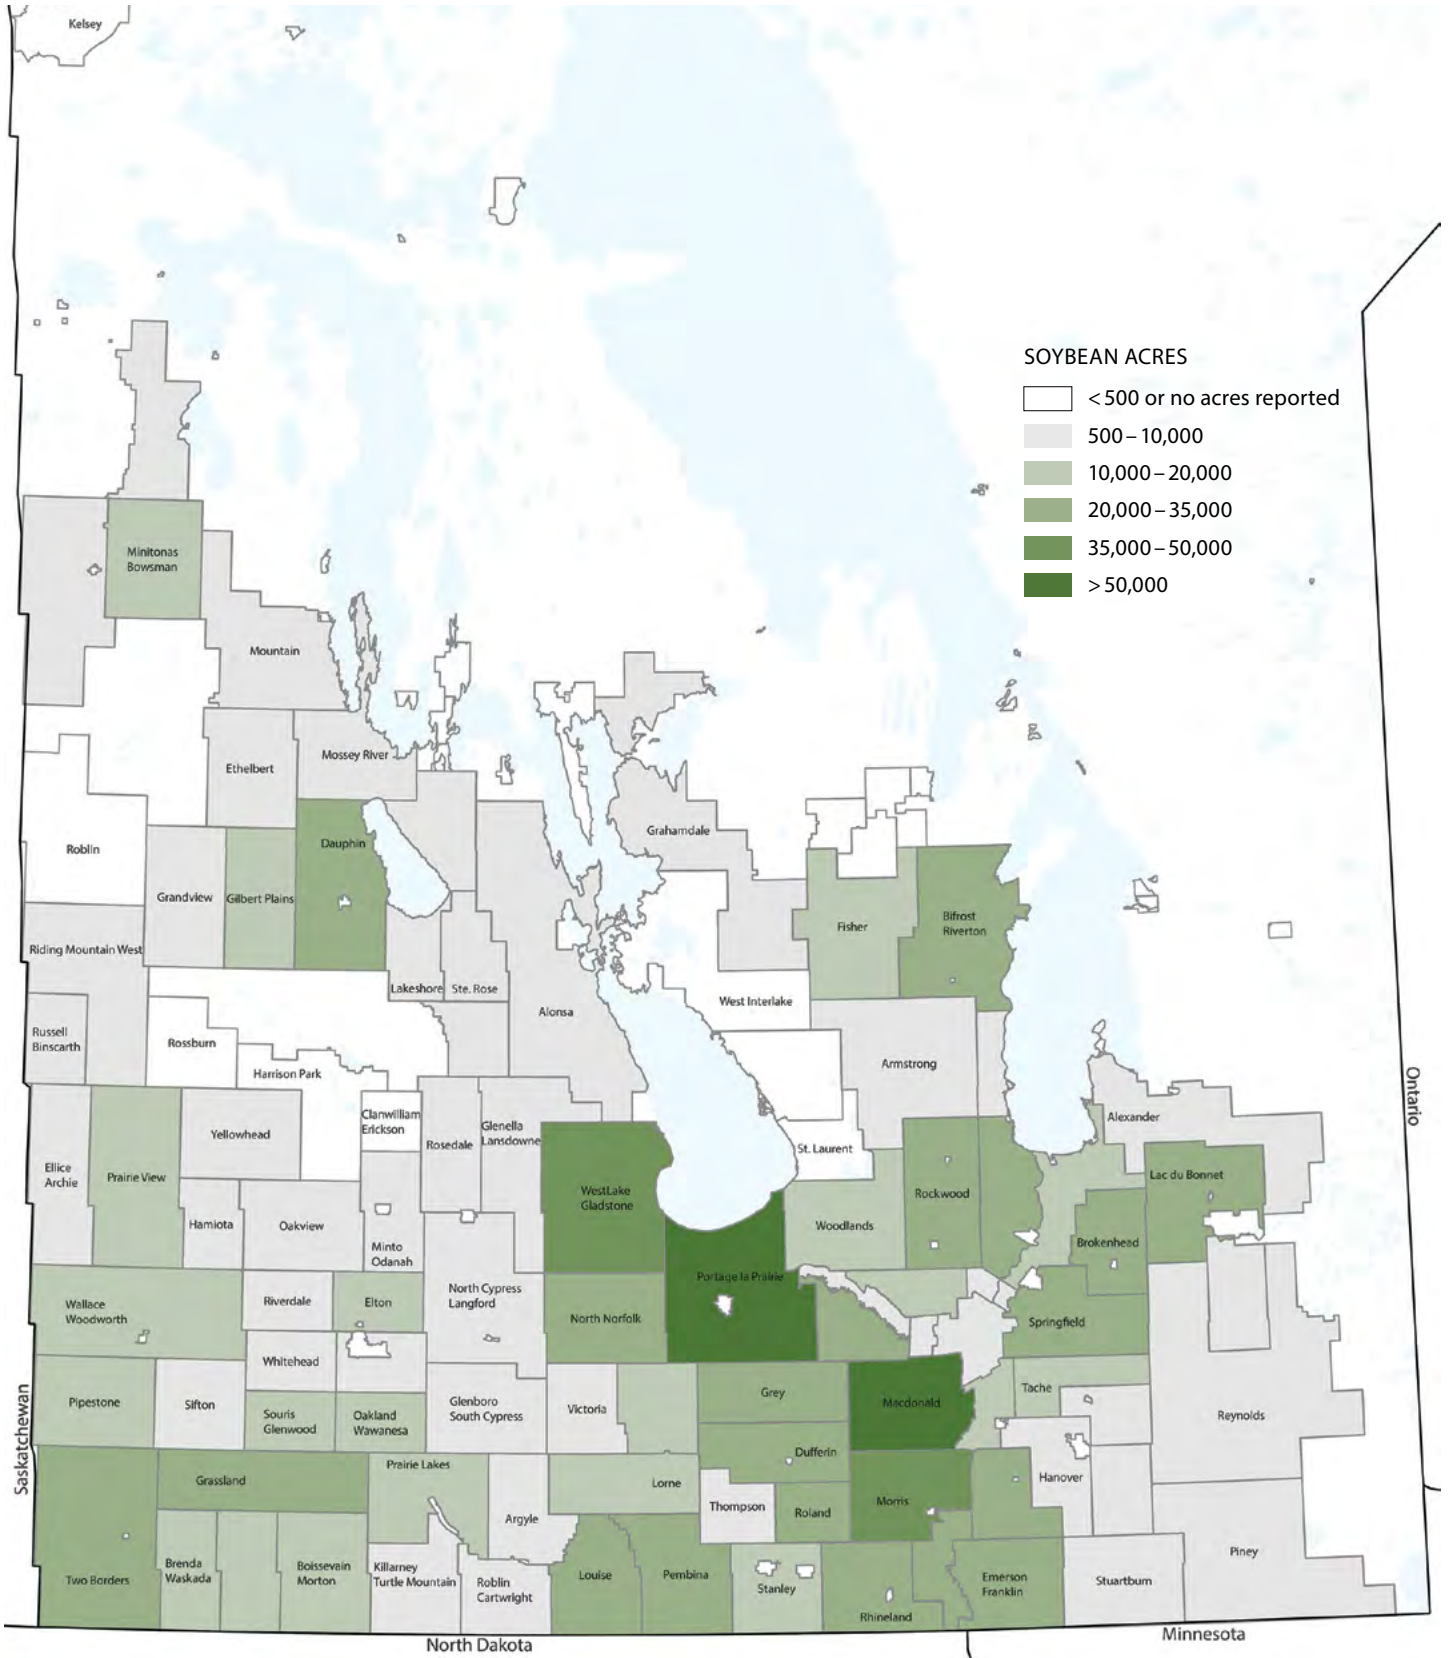 Kelsey
SOYBEAN ACRES
< 500 or no acres reported
500 – 10,000
10,000 – 20,000
20,000 – 35,000
35,000 – 50,000
> 50,000
Minitonas
Bowsman
Mountain
Mossey River
Ethelbert
Grahamdale
Dauphin
Roblin
Grandview
Gilbert Plains
Fisher
Bifrost
Riverton
Riding Mountain West
Lakeshore
Ste. Rose
West Interlake
Alonsa
Russell
Binscarth
Rossburn
Armstrong
Harrison Park
Ontario
Clanwilliam
Erickson
Glenella
Lansdowne
Alexander
Yellowhead
Rosedale
St. Laurent
Ellice
Archie
Prairie View
Lac du Bonnet
WestLake
Gladstone
Rockwood
Hamiota
Oakview
Woodlands
Minto
Odanah
Brokenhead
Portage la Prairie
North Cypress
Langford
Wallace
Woodworth
Riverdale
Elton
North Norfolk
Springfield
Whitehead
Tache
Grey
Pipestone
Sifton
Glenboro
South Cypress
Victoria
Macdonald
Souris
Glenwood
Oakland
Wawanesa
Reynolds
Saskatchewan
Dufferin
Prairie Lakes
Grassland
Lorne
Hanover
Thompson
Morris
Roland
Argyle
Piney
Brenda
Waskada
Boissevain
Morton
Killarney
Turtle Mountain
Louise
Pembina
Two Borders
Roblin
Cartwright
Stanley
Emerson
Franklin
Stuartburn
Rhineland
North Dakota
Minnesota